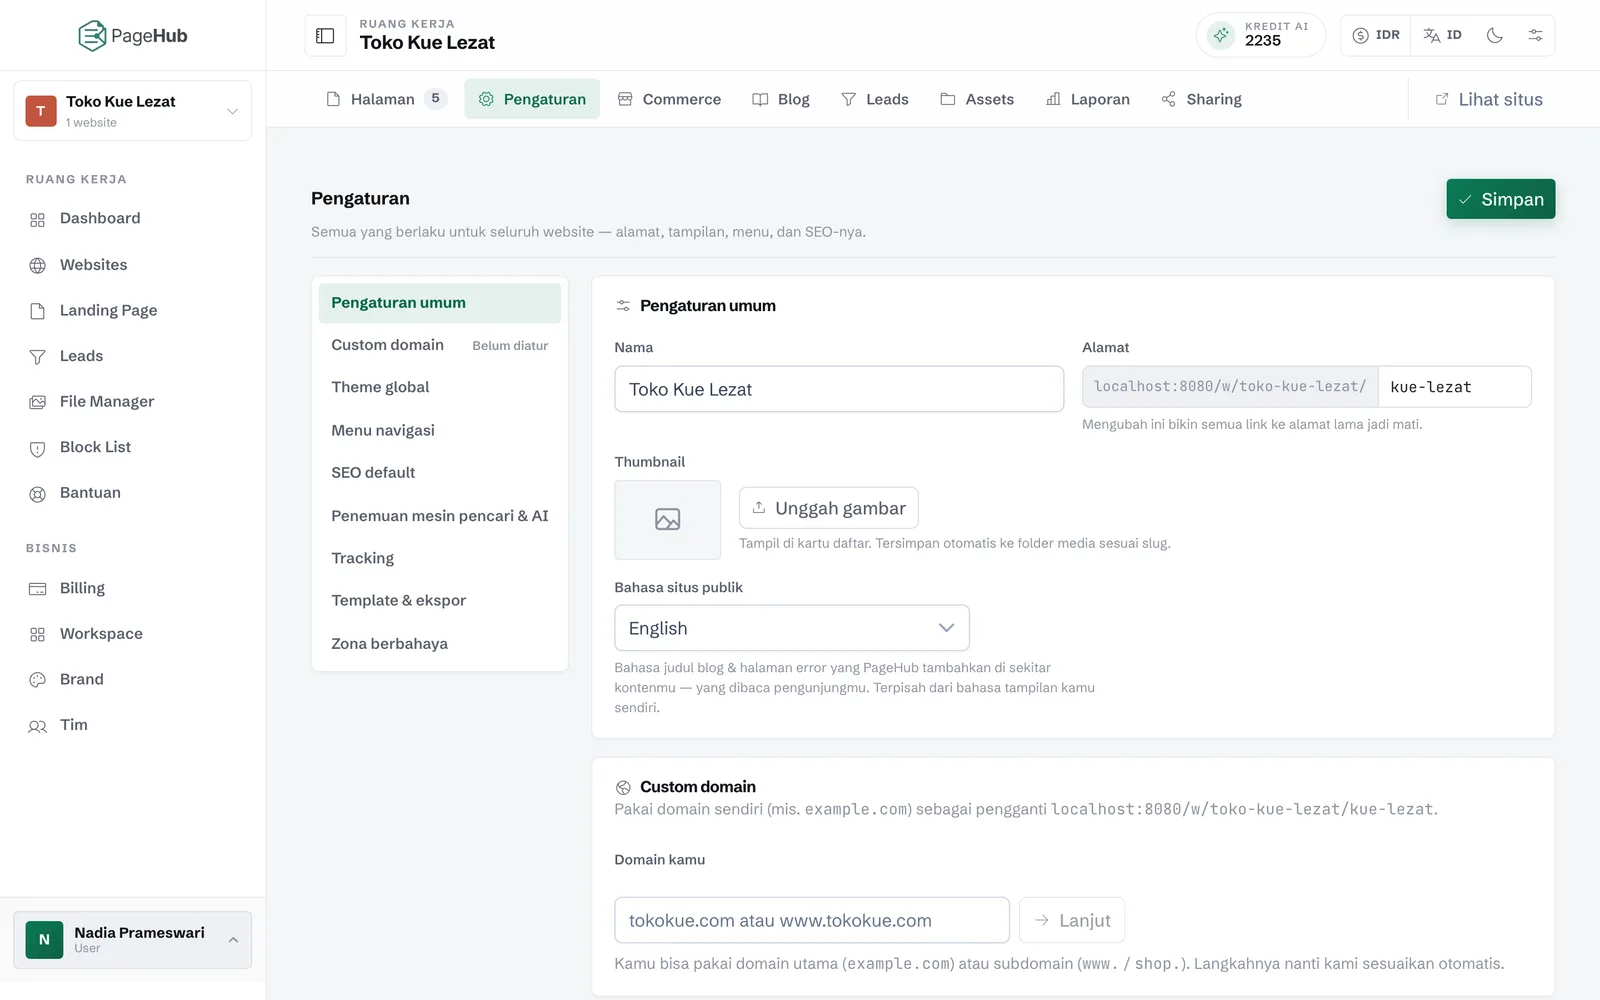 PageHub
RUANG KERJA
Toko Kue Lezat
KREDIT AI
2235
IDR
ID
T
Toko Kue Lezat
1 website
Halaman 5
Pengaturan
Commerce
Blog
Leads
Assets
Laporan
Sharing
Lihat situs
RUANG KERJA
Dashboard
Websites
Landing Page
Leads
File Manager
Block List
Bantuan
BISNIS
Billing
Workspace
Brand
Tim
N
Nadia Prameswari
User
Pengaturan
Semua yang berlaku untuk seluruh website — alamat, tampilan, menu, dan SEO-nya.
Simpan
Pengaturan umum
Custom domain Belum diatur
Theme global
Menu navigasi
SEO default
Penemuan mesin pencari & AI
Tracking
Template & ekspor
Zona berbahaya
Pengaturan umum
Nama
Toko Kue Lezat
Alamat
localhost:8080/w/toko-kue-lezat/ kue-lezat
Mengubah ini bikin semua link ke alamat lama jadi mati.
Thumbnail
Unggah gambar
Tampil di kartu daftar. Tersimpan otomatis ke folder media sesuai slug.
Bahasa situs publik
English
Bahasa judul blog & halaman error yang PageHub tambahkan di sekitar
kontenmu — yang dibaca pengunjungmu. Terpisah dari bahasa tampilan kamu
sendiri.
Custom domain
Pakai domain sendiri (mis. example.com) sebagai pengganti localhost:8080/w/toko-kue-lezat/kue-lezat.
Domain kamu
tokokue.com atau www.tokokue.com
Lanjut
Kamu bisa pakai domain utama (example.com) atau subdomain (www. / shop.). Langkahnya nanti kami sesuaikan otomatis.